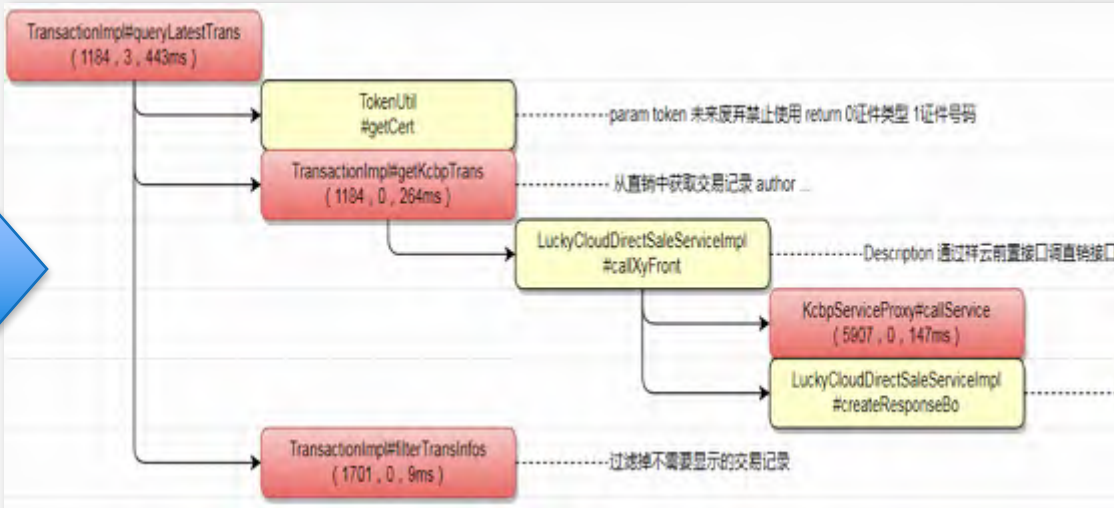 TransactionImpl#queryLatestTrans
( 1184 , 3 , 443ms )
TokenUtil
#getCert
param token 未来废弃禁止使用 return 0证件类型 1证件号码
TransactionImpl#getKcbpTrans
( 1184 , 0 , 264ms )
从直销中获取交易记录 author ...
LuckyCloudDirectSaleServiceImpl
#callXyFront
Description 通过祥云前置接口调直销接口
KcbpServiceProxy#callService
( 5907 , 0 , 147ms )
LuckyCloudDirectSaleServiceImpl
#createResponseBo
TransactionImpl#filterTransInfos
( 1701 , 0 , 9ms )
过滤掉不需要显示的交易记录